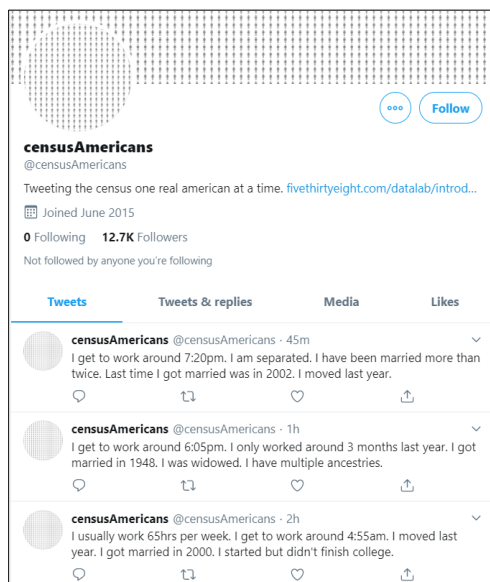 Follow
censusAmericans
@censusAmericans
Tweeting the census one real american at a time. fivethirtyeight.com/datalab/introd...
Joined June 2015
0 Following 12.7K Followers
Not followed by anyone you're following
Tweets Tweets & replies Media Likes
censusAmericans @censusAmericans · 45m
I get to work around 7:20pm. I am separated. I have been married more than
twice. Last time I got married was in 2002. I moved last year.
censusAmericans @censusAmericans · 1h
I get to work around 6:05pm. I only worked around 3 months last year. I got
married in 1948. I was widowed. I have multiple ancestries.
censusAmericans @censusAmericans · 2h
I usually work 65hrs per week. I get to work around 4:55am. I moved last
year. I got married in 2000. I started but didn't finish college.